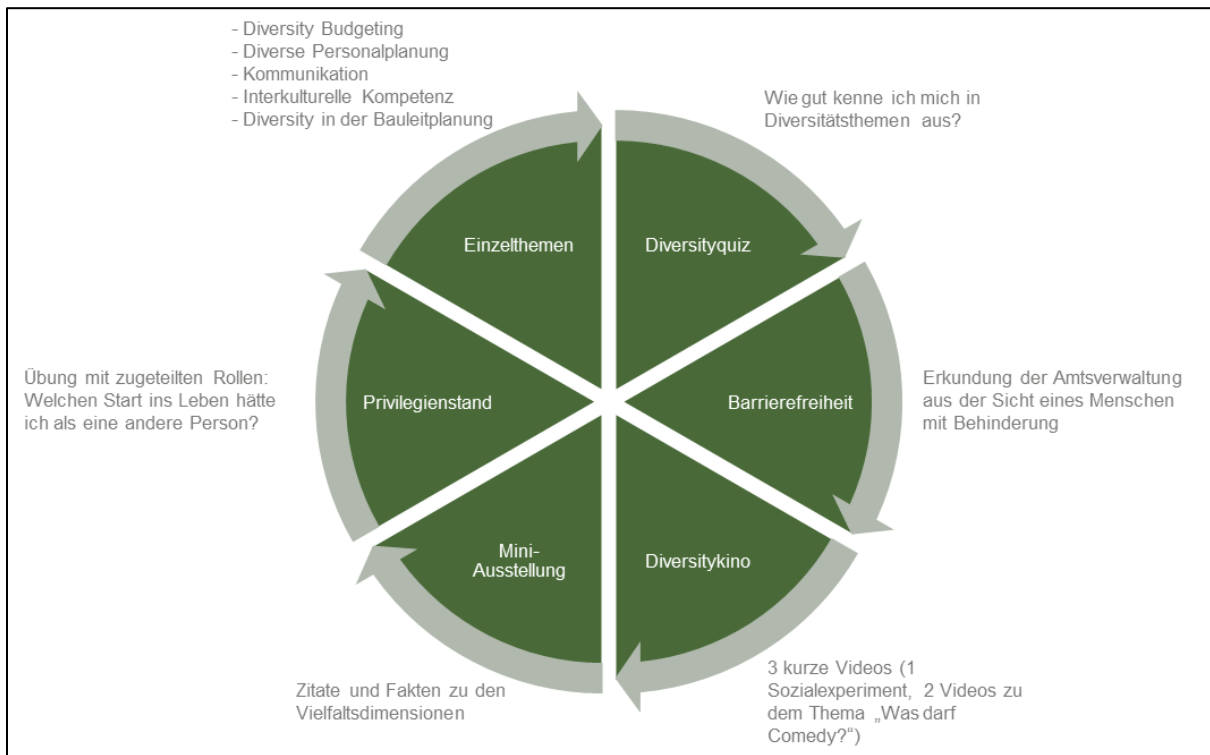 - Diversity Budgeting
- Diverse Personalplanung
- Kommunikation
- Interkulturelle Kompetenz
- Diversity in der Bauleitplanung
Wie gut kenne ich mich in
Diversitätsthemen aus?
Einzelthemen
Diversityquiz
Übung mit zugeteilten Rollen:
Welchen Start ins Leben hätte
ich als eine andere Person?
Privilegienstand
Barrierefreiheit
Erkundung der Amtsverwaltung
aus der Sicht eines Menschen
mit Behinderung
Mini-
Ausstellung
Diversitykino
Zitate und Fakten zu den
Vielfaltsdimensionen
3 kurze Videos (1
Sozialexperiment, 2 Videos zu
dem Thema „Was darf
Comedy?“)